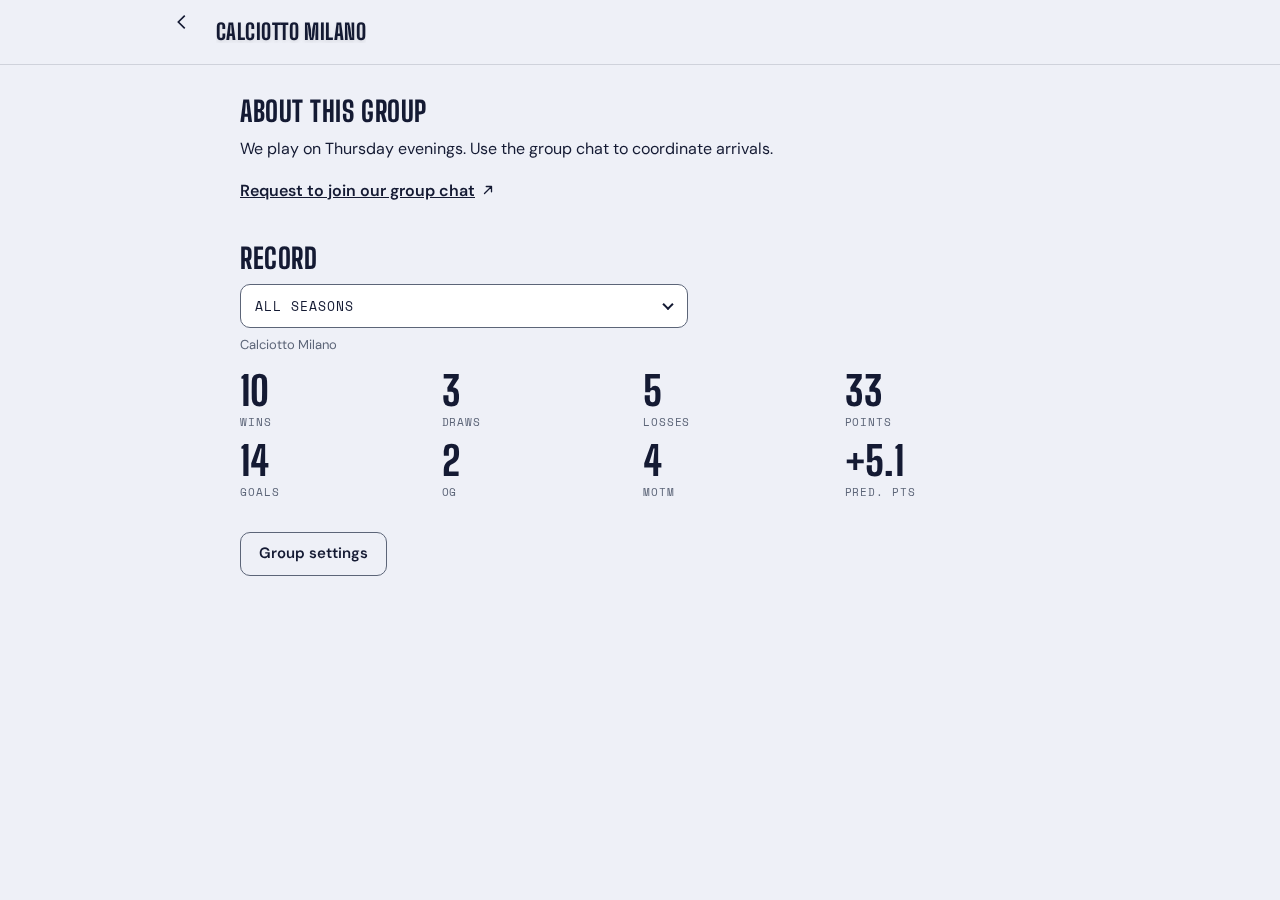 CALCIOTTO MILANO
ABOUT THIS GROUP
We play on Thursday evenings. Use the group chat to coordinate arrivals.
Request to join our group chat ↗
RECORD
ALL SEASONS
Calciotto Milano
10 3 5 33
WINS DRAWS LOSSES POINTS
14 2 4 +5.1
GOALS OG MOTM PRED. PTS
Group settings